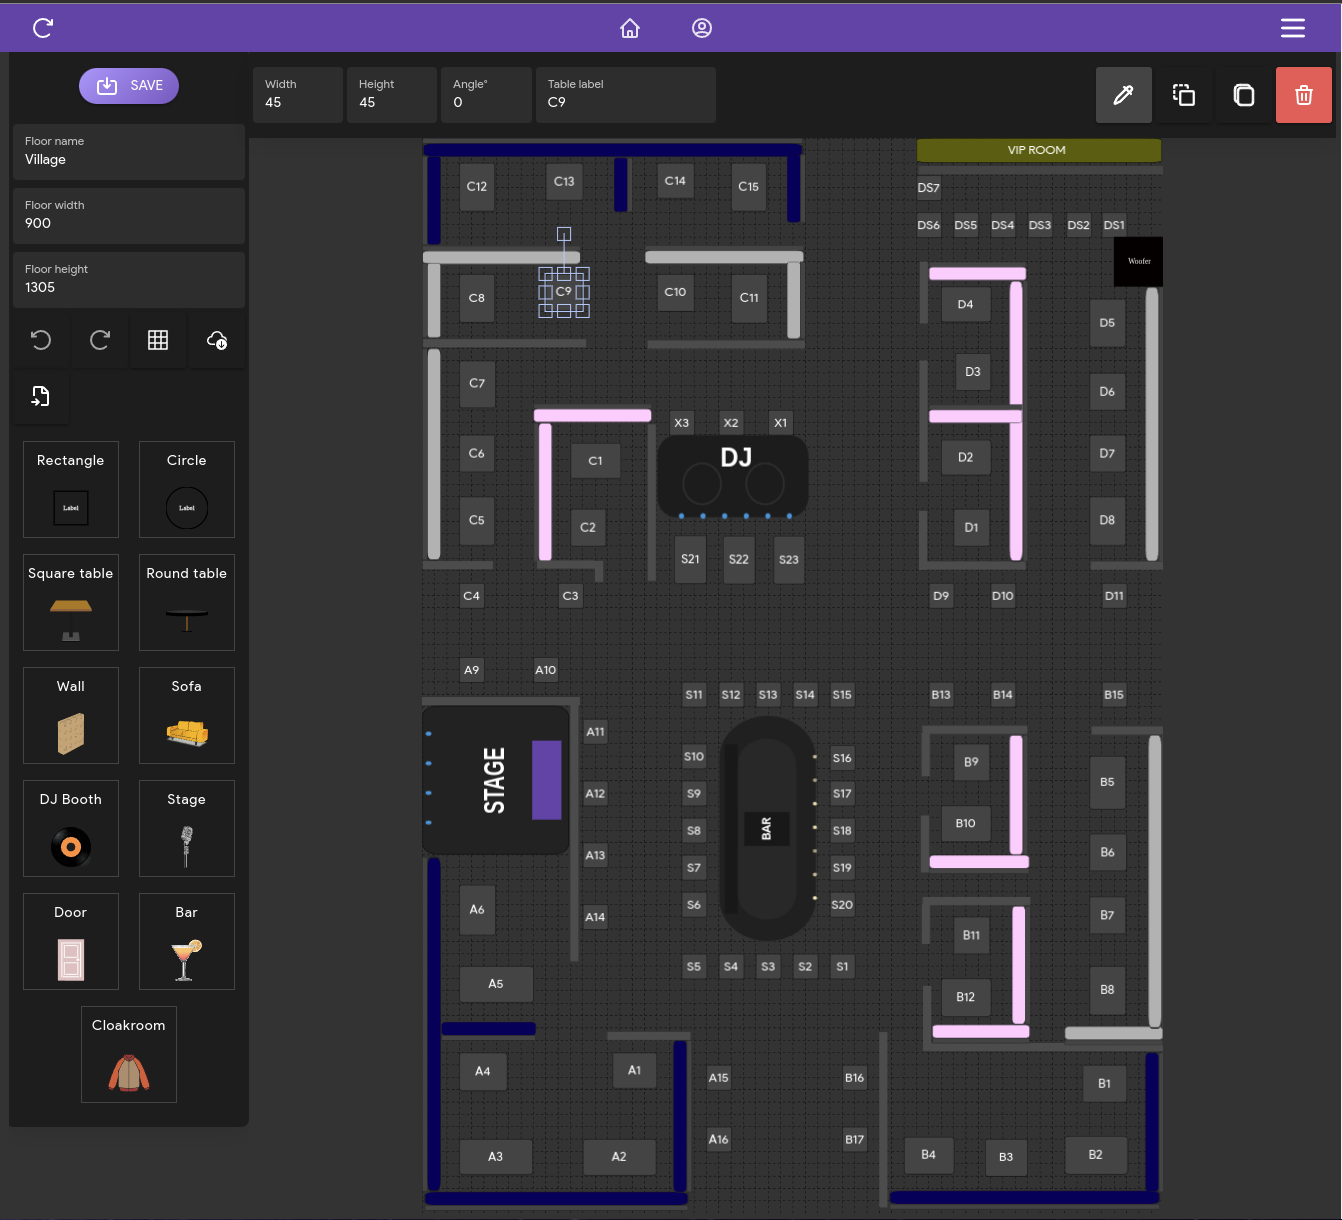 SAVE
Width
45
Height
45
Angle°
0
Table label
C9
Floor name
Village
Floor width
900
Floor height
1305
Rectangle
Label
Circle
Label
Square table
Round table
Wall
Sofa
DJ Booth
Stage
Door
Bar
Cloakroom
VIP ROOM
C12
C13
C14
C15
DS7
DS6 DS5 DS4 DS3 DS2 DS1
Woofer
C8
C9
C10
C11
D4
D5
C7
D3
D6
X3 X2 X1
DJ
C6
C1
D2
D7
C5
C2
D1
D8
S21 S22 S23
C4
C3
D9
D10
D11
A9
A10
S11 S12 S13 S14 S15
B13
B14
B15
STAGE
A11
S10
S16
B9
B5
A12
S9
S17
BAR
S8
S18
B10
A13
S7
S19
B6
A6
A14
S6
S20
B11
B7
A5
S5 S4 S3 S2 S1
B12
B8
A4
A1
A15
B16
B1
A3
A2
A16
B17
B4
B3
B2